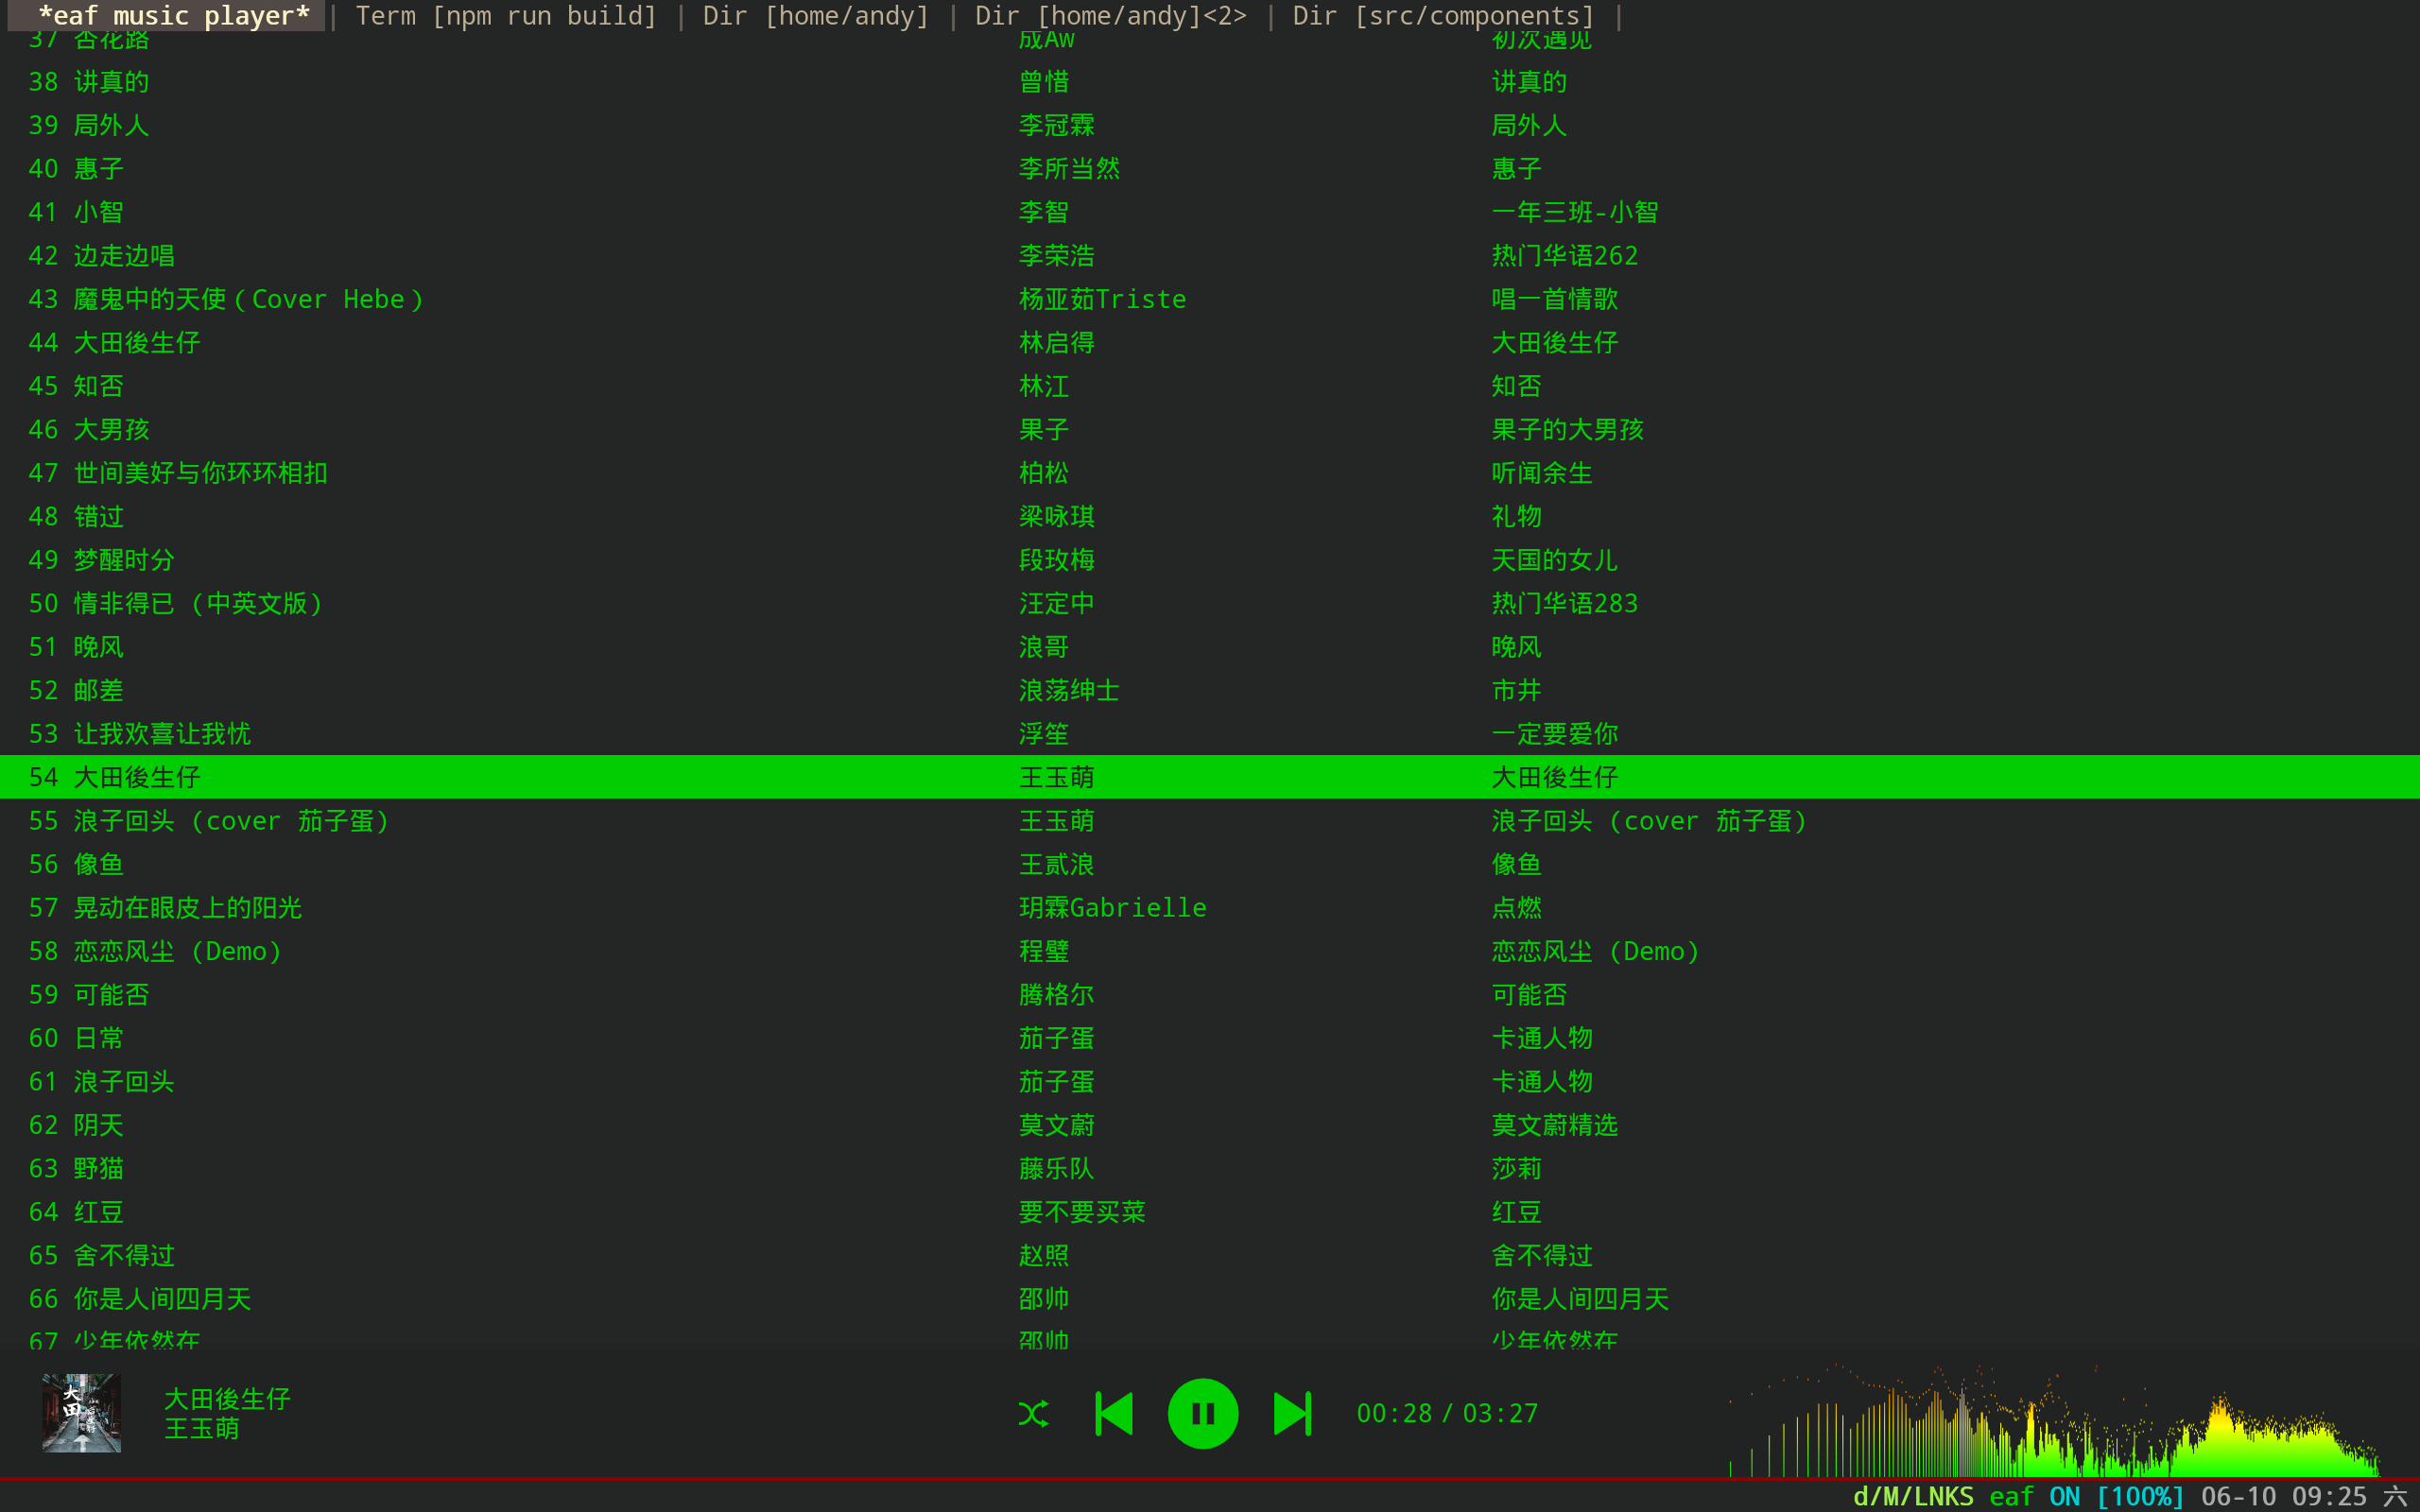 *eaf music player* | Term [npm run build] | Dir [home/andy] | Dir [home/andy]<2> | Dir [src/components] |
37 杏花路 成Aw 初次遇见
38 讲真的 曾惜 讲真的
39 局外人 李冠霖 局外人
40 惠子 李所当然 惠子
41 小智 李智 一年三班-小智
42 边走边唱 李荣浩 热门华语262
43 魔鬼中的天使（Cover Hebe） 杨亚茹Triste 唱一首情歌
44 大田後生仔 林启得 大田後生仔
45 知否 林江 知否
46 大男孩 果子 果子的大男孩
47 世间美好与你环环相扣 柏松 听闻余生
48 错过 梁咏琪 礼物
49 梦醒时分 段玫梅 天国的女儿
50 情非得已 (中英文版) 汪定中 热门华语283
51 晚风 浪哥 晚风
52 邮差 浪荡绅士 市井
53 让我欢喜让我忧 浮笙 一定要爱你
54 大田後生仔 王玉萌 大田後生仔
55 浪子回头 (cover 茄子蛋) 王玉萌 浪子回头 (cover 茄子蛋)
56 像鱼 王贰浪 像鱼
57 晃动在眼皮上的阳光 玥霖Gabrielle 点燃
58 恋恋风尘 (Demo) 程璧 恋恋风尘 (Demo)
59 可能否 腾格尔 可能否
60 日常 茄子蛋 卡通人物
61 浪子回头 茄子蛋 卡通人物
62 阴天 莫文蔚 莫文蔚精选
63 野猫 藤乐队 莎莉
64 红豆 要不要买菜 红豆
65 舍不得过 赵照 舍不得过
66 你是人间四月天 邵帅 你是人间四月天
67 少年依然在 邵帅 少年依然在
大田
大田後生仔
王玉萌
00:28 / 03:27
d/M/LNKS eaf ON [100%] 06-10 09:25 六